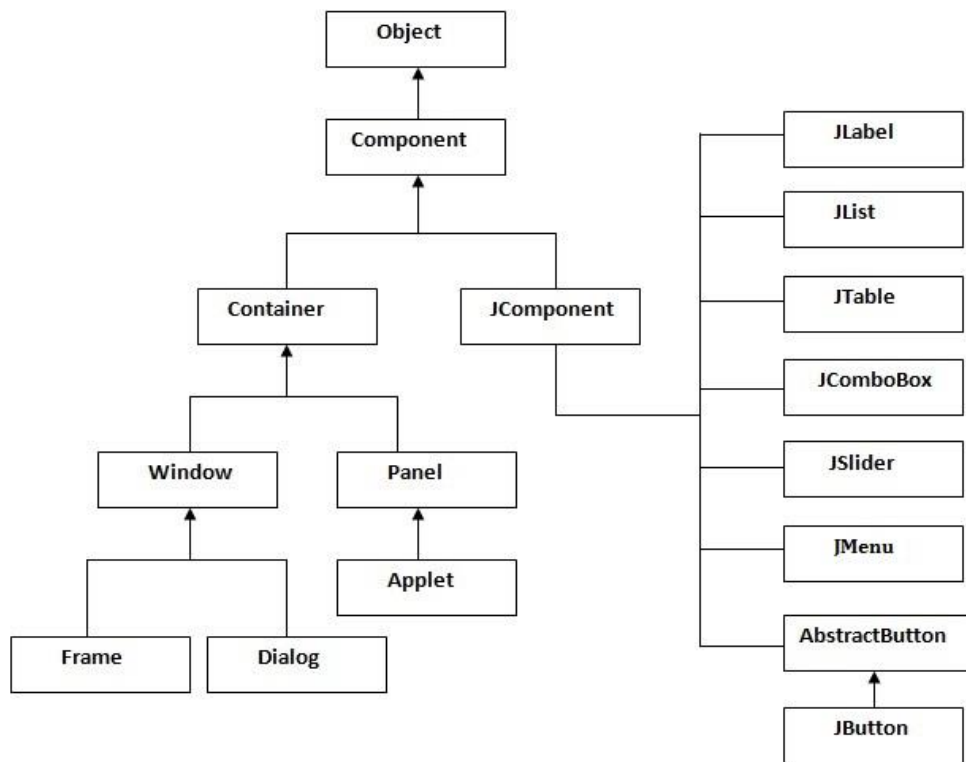 Object
Component
Container
JComponent
Window
Panel
Applet
Frame
Dialog
JLabel
JList
JTable
JComboBox
JSlider
JMenu
AbstractButton
JButton